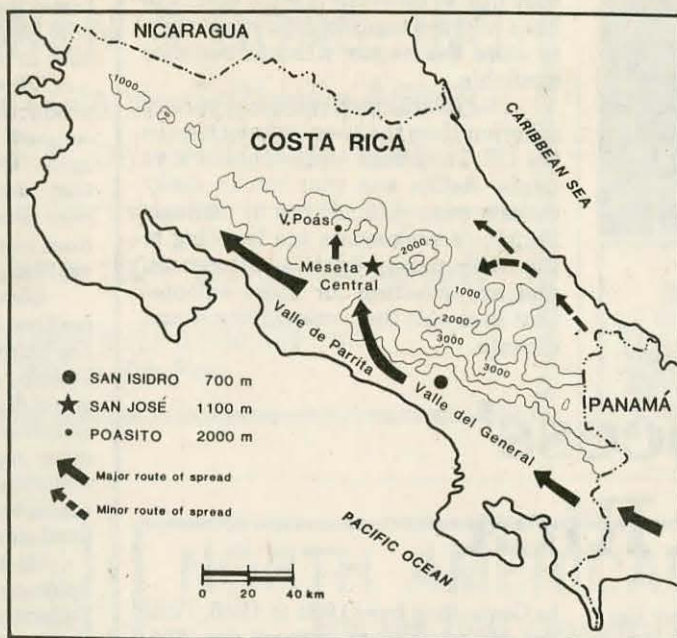 NICARAGUA
1000
COSTA RICA
CARIBBEAN SEA
V. Poás
2000
Meseta
Central
1000
2000
3000
3000
Valle de Parrita
Valle del General
PANAMÁ
SAN ISIDRO 700 m
SAN JOSÉ 1100 m
POASITO 2000 m
Major route of spread
Minor route of spread
PACIFIC OCEAN
0 20 40 km